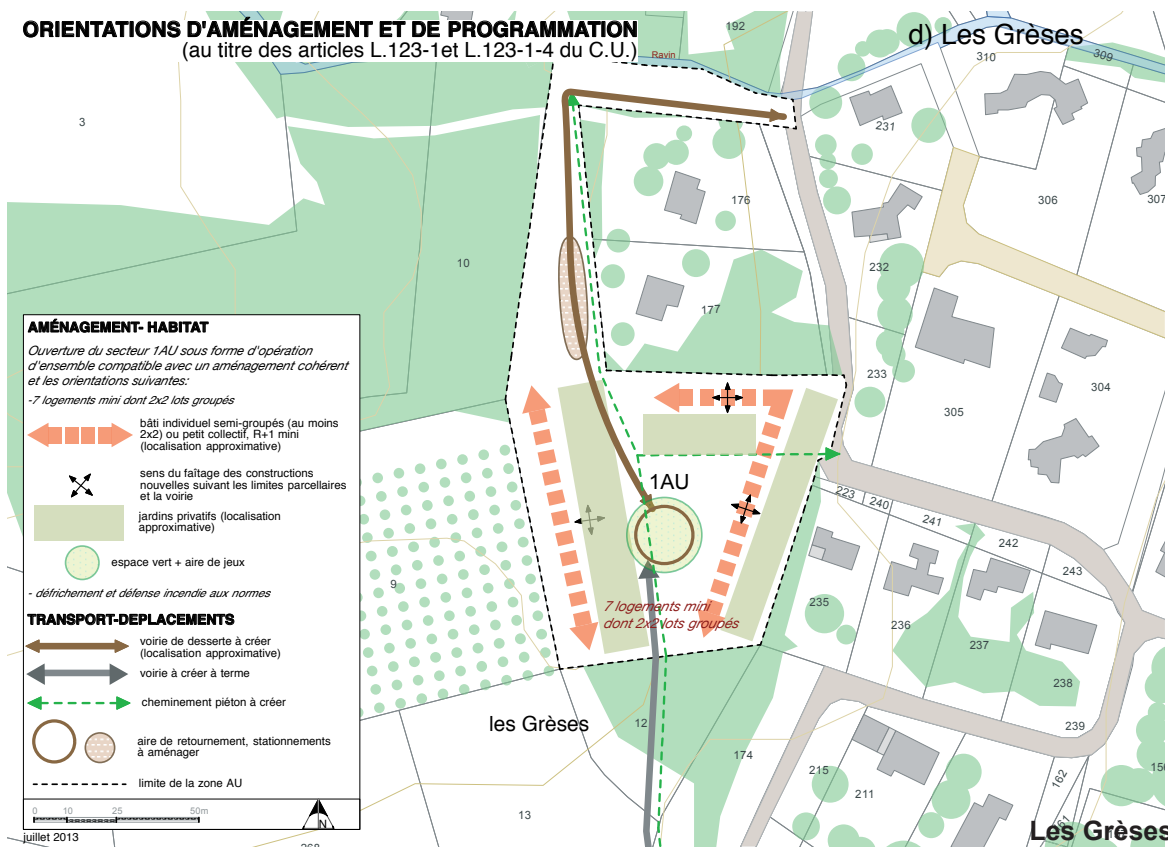 ORIENTATIONS D'AMÉNAGEMENT ET DE PROGRAMMATION
(au titre des articles L.123-1et L.123-1-4 du C.U.)
d) Les Grèses
192
Ravin
310
309
3
231
176
306
307
10
232
177
233
305
304
AMÉNAGEMENT- HABITAT
Ouverture du secteur 1AU sous forme d'opération
d'ensemble compatible avec un aménagement cohérent
et les orientations suivantes:
-7 logements mini dont 2x2 lots groupés
bâti individuel semi-groupés (au moins
2x2) ou petit collectif, R+1 mini
(localisation approximative)
sens du faîtage des constructions
nouvelles suivant les limites parcellaires
et la voirie
jardins privatifs (localisation
approximative)
espace vert + aire de jeux
- défrichement et défense incendie aux normes
TRANSPORT-DEPLACEMENTS
voirie de desserte à créer
(localisation approximative)
voirie à créer à terme
cheminement piéton à créer
aire de retournement, stationnements
à aménager
limite de la zone AU
0 10 25 50m
N
juillet 2013
1AU
223
240
241
242
243
9
7 logements mini
dont 2x2 lots groupés
235
236
237
238
239
les Grèses
12
174
215
211
162
150
13
161
268
Les Grèses